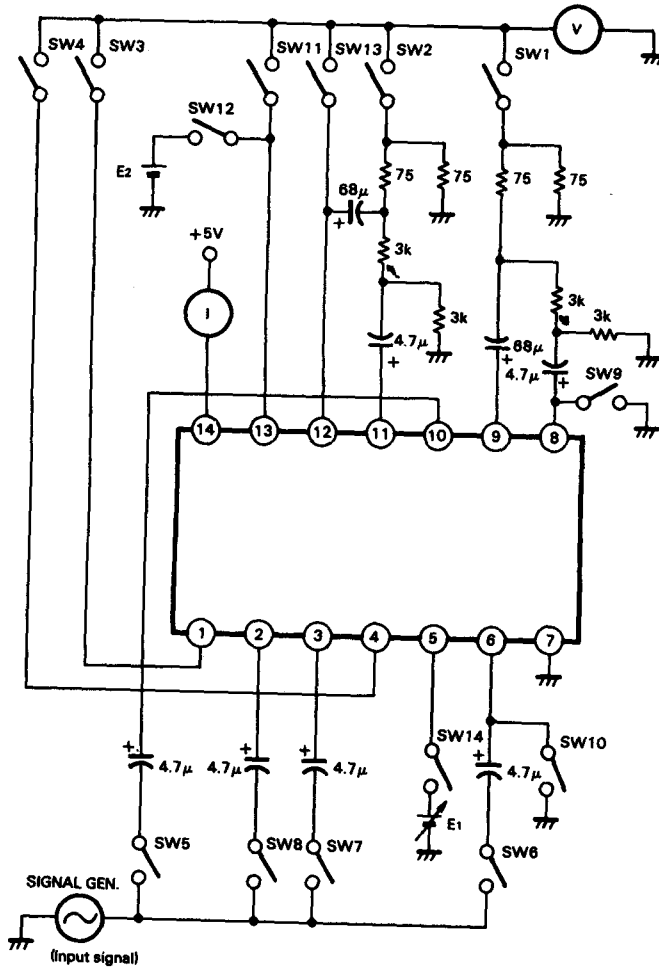 V
SW4
SW3
SW11
SW13
SW2
SW1
SW12
E2
75
75
75
75
68μ
+
+5V
3k
3k
3k
3k
I
4.7μ
+
68μ
+
4.7μ
+
SW9
14
13
12
11
10
9
8
1
2
3
4
5
6
7
+
4.7μ
+
4.7μ
+
4.7μ
SW14
+
4.7μ
SW10
E1
SW5
SW8
SW7
SW6
SIGNAL GEN.
(Input signal)